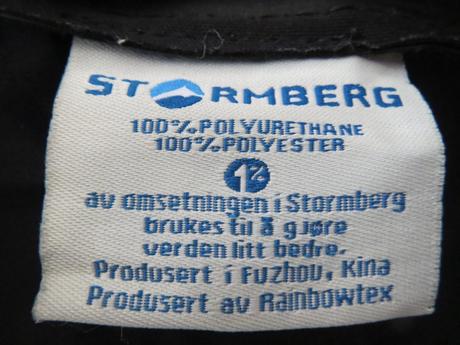 STORMBERG
100%POLYURETHANE
100%POLYESTER
1%
av omsetningen i Stormberg
brukes til å gjøre
verden litt bedre.
Produsert i Fuzhou, Kina
Produsert av Rainbowtex